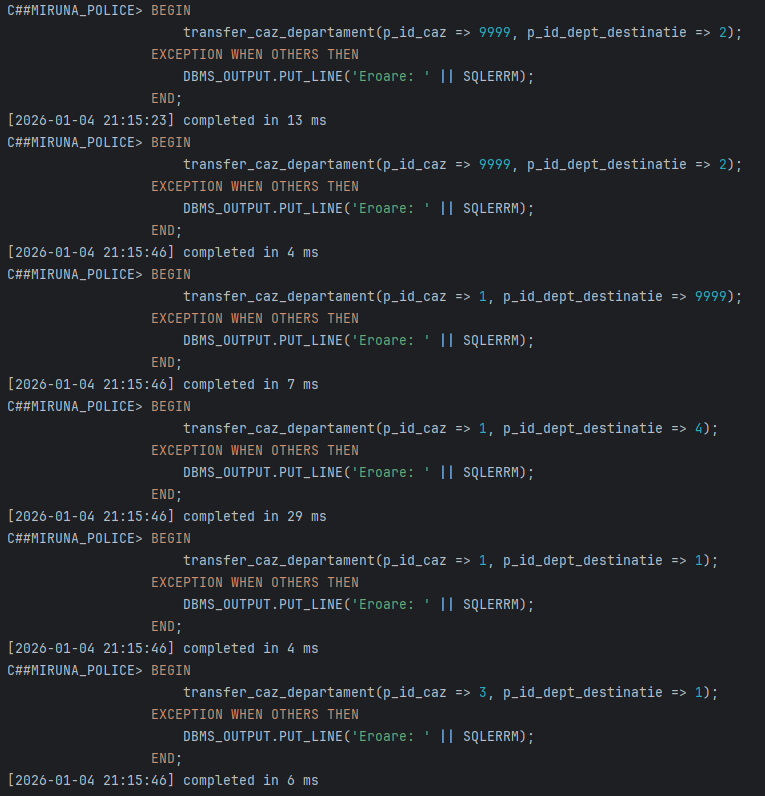 C##MIRUNA_POLICE> BEGIN
transfer_caz_departament(p_id_caz => 9999, p_id_dept_destinatie => 2);
EXCEPTION WHEN OTHERS THEN
DBMS_OUTPUT.PUT_LINE('Eroare: ' || SQLERRM);
END;
[2026-01-04 21:15:23] completed in 13 ms
C##MIRUNA_POLICE> BEGIN
transfer_caz_departament(p_id_caz => 9999, p_id_dept_destinatie => 2);
EXCEPTION WHEN OTHERS THEN
DBMS_OUTPUT.PUT_LINE('Eroare: ' || SQLERRM);
END;
[2026-01-04 21:15:46] completed in 4 ms
C##MIRUNA_POLICE> BEGIN
transfer_caz_departament(p_id_caz => 1, p_id_dept_destinatie => 9999);
EXCEPTION WHEN OTHERS THEN
DBMS_OUTPUT.PUT_LINE('Eroare: ' || SQLERRM);
END;
[2026-01-04 21:15:46] completed in 7 ms
C##MIRUNA_POLICE> BEGIN
transfer_caz_departament(p_id_caz => 1, p_id_dept_destinatie => 4);
EXCEPTION WHEN OTHERS THEN
DBMS_OUTPUT.PUT_LINE('Eroare: ' || SQLERRM);
END;
[2026-01-04 21:15:46] completed in 29 ms
C##MIRUNA_POLICE> BEGIN
transfer_caz_departament(p_id_caz => 1, p_id_dept_destinatie => 1);
EXCEPTION WHEN OTHERS THEN
DBMS_OUTPUT.PUT_LINE('Eroare: ' || SQLERRM);
END;
[2026-01-04 21:15:46] completed in 4 ms
C##MIRUNA_POLICE> BEGIN
transfer_caz_departament(p_id_caz => 3, p_id_dept_destinatie => 1);
EXCEPTION WHEN OTHERS THEN
DBMS_OUTPUT.PUT_LINE('Eroare: ' || SQLERRM);
END;
[2026-01-04 21:15:46] completed in 6 ms